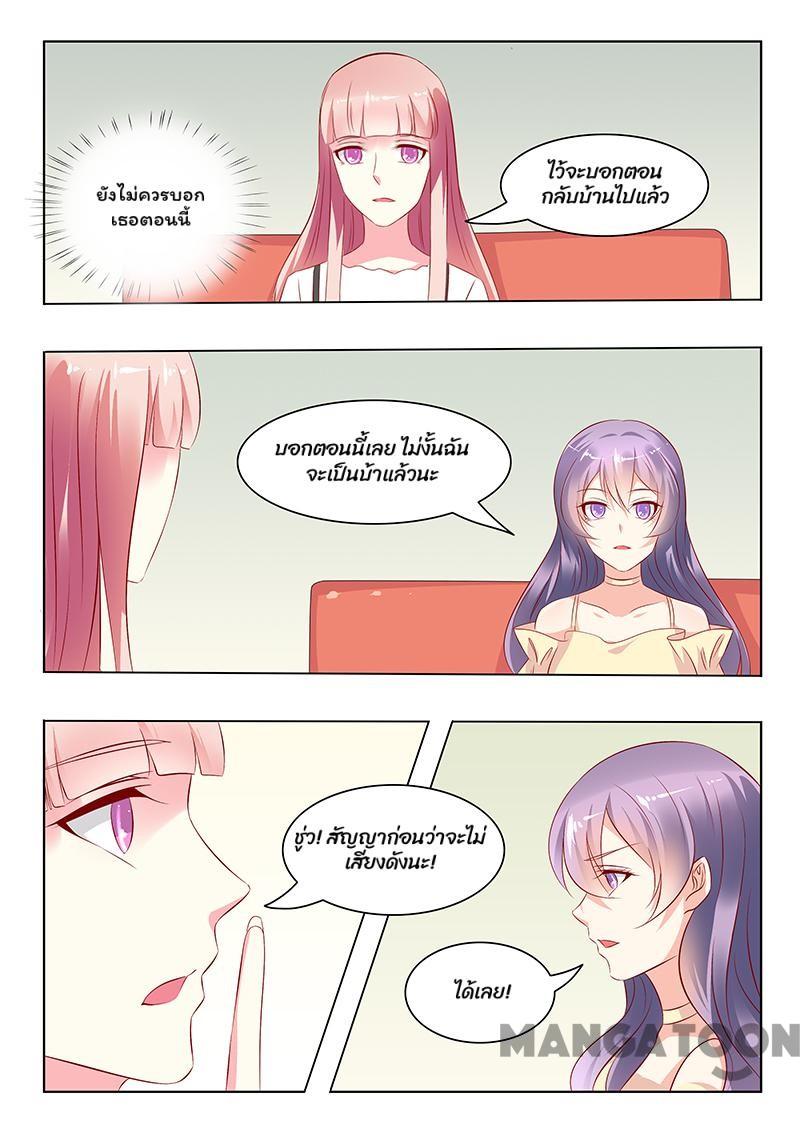 ยังไม่ควรบอก
เธอตอนนี้
ไว้จะบอกตอน
กลับบ้านไปแล้ว
บอกตอนนี้เลย ไม่งั้นฉัน
จะเป็นบ้าแล้วนะ
ชู่ว! สัญญาก่อนว่าจะไม่
เสียงดังนะ!
ได้เลย!
MANGATOON